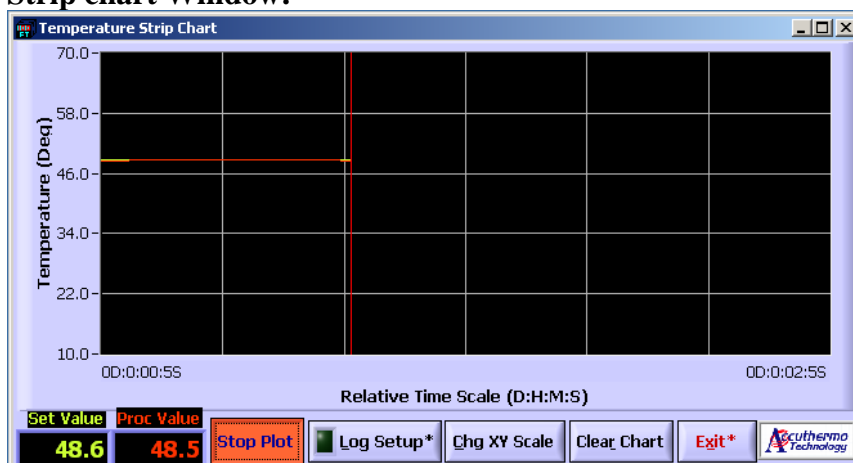 Strip chart Window:
Temperature Strip Chart
70.0
58.0
46.0
34.0
22.0
10.0
Temperature (Deg)
0D:0:00:5S
0D:0:02:5S
Relative Time Scale (D:H:M:S)
Set Value
Proc Value
48.6
48.5
Stop Plot
Log Setup*
Chg XY Scale
Clear Chart
Exit*
Accuthermo
Technology